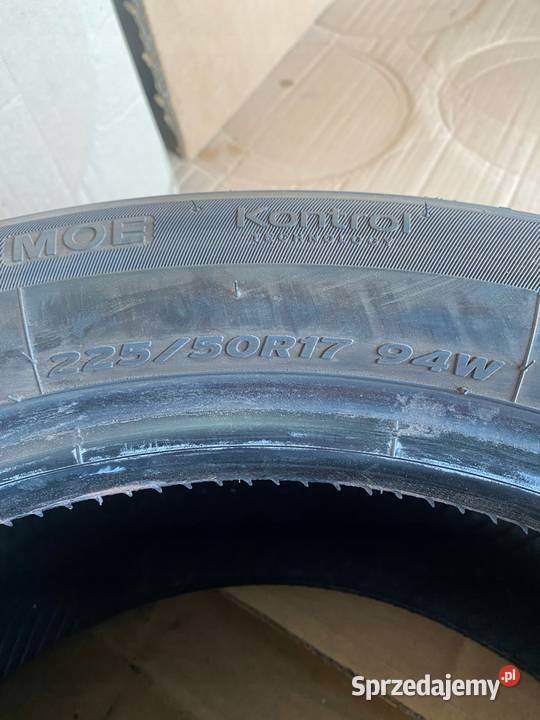 MOE
Kontrol
TECHNOLOGY
225/50R17 94W
Sprzedajemy.pl